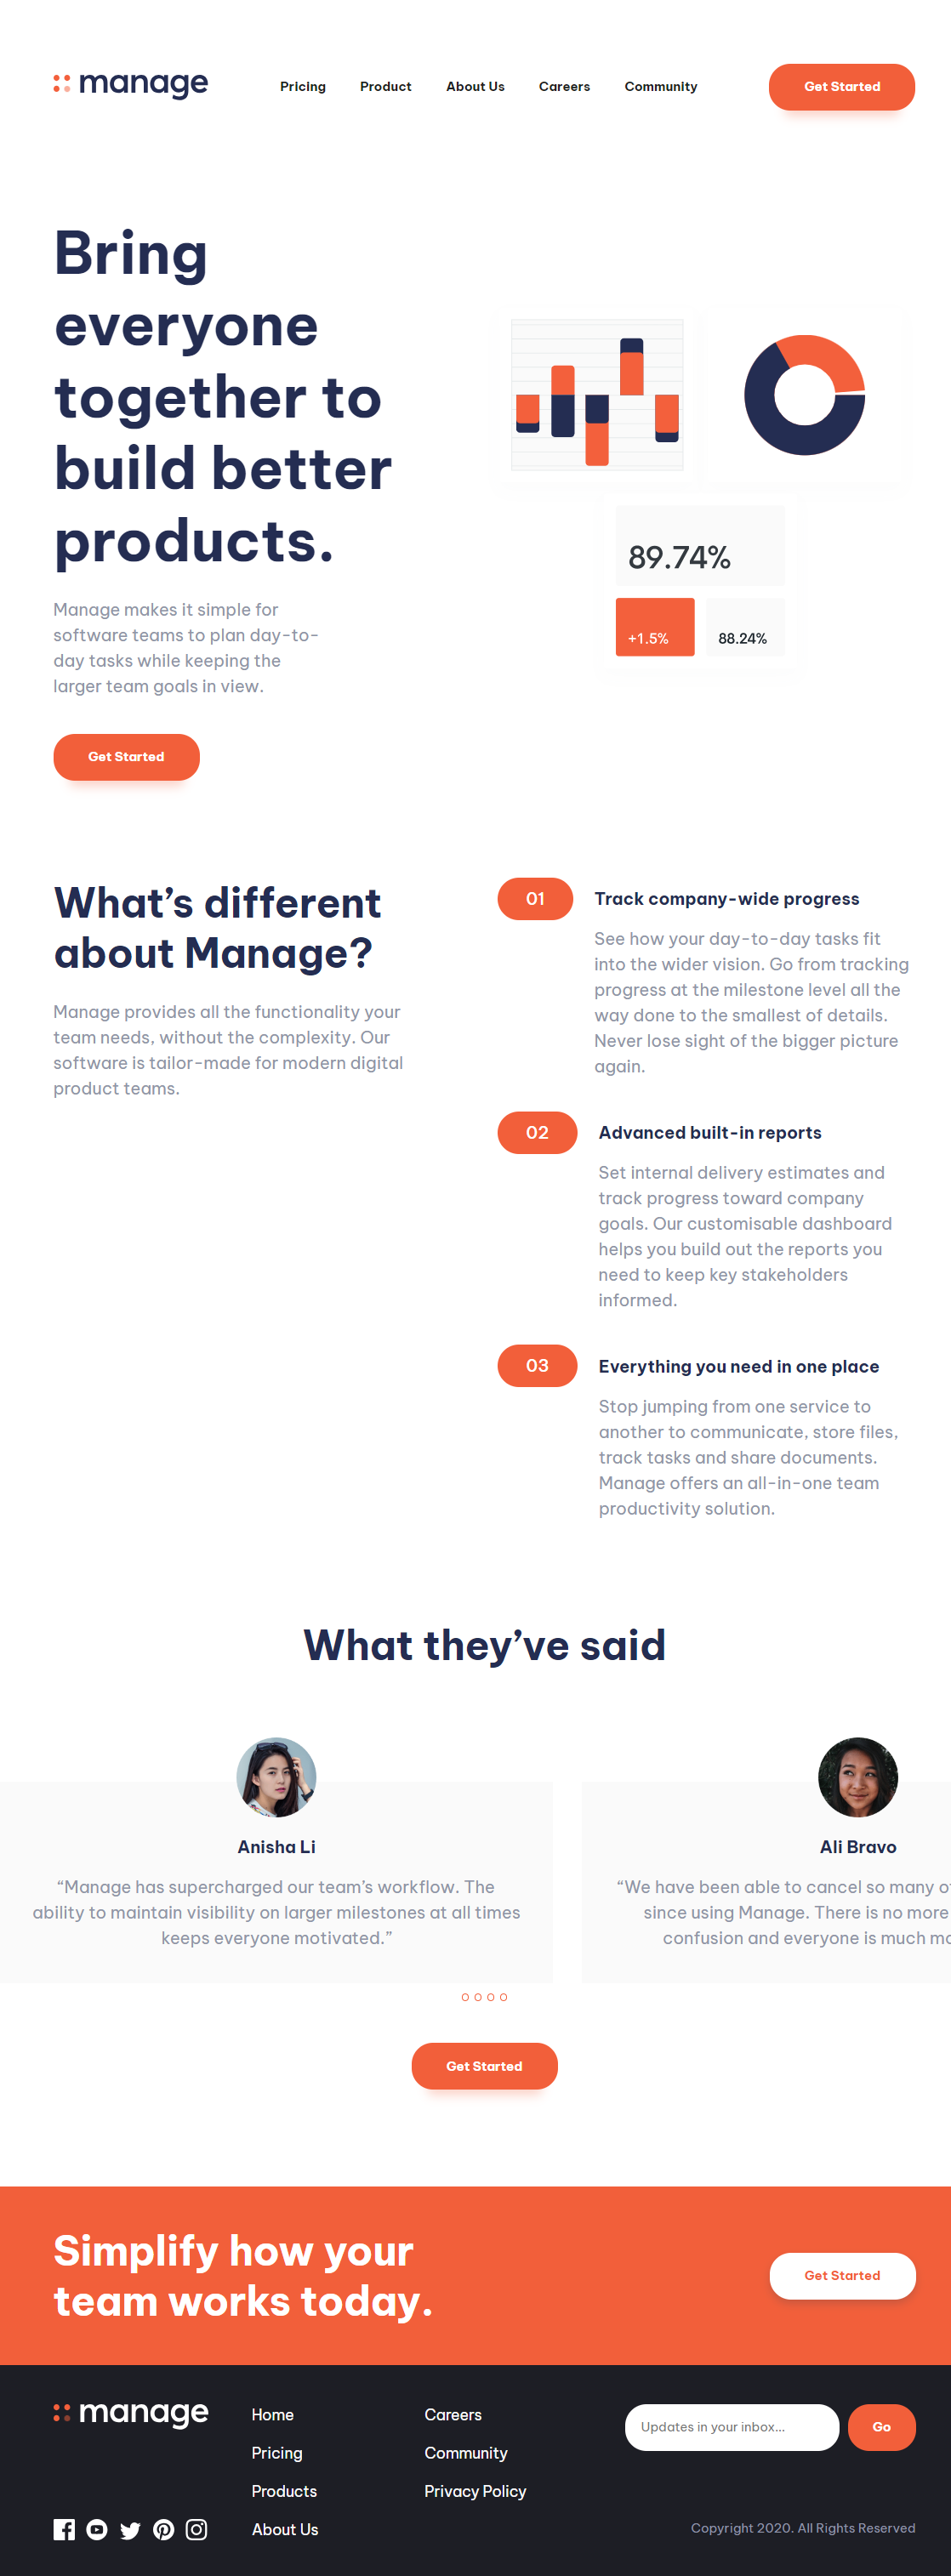 manage
Pricing
Product
About Us
Careers
Community
Get Started
Bring
everyone
together to
build better
products.
Manage makes it simple for
software teams to plan day-to-
day tasks while keeping the
larger team goals in view.
Get Started
89.74%
+1.5%
88.24%
What’s different
about Manage?
Manage provides all the functionality your
team needs, without the complexity. Our
software is tailor-made for modern digital
product teams.
01
Track company-wide progress
See how your day-to-day tasks fit
into the wider vision. Go from tracking
progress at the milestone level all the
way done to the smallest of details.
Never lose sight of the bigger picture
again.
02
Advanced built-in reports
Set internal delivery estimates and
track progress toward company
goals. Our customisable dashboard
helps you build out the reports you
need to keep key stakeholders
informed.
03
Everything you need in one place
Stop jumping from one service to
another to communicate, store files,
track tasks and share documents.
Manage offers an all-in-one team
productivity solution.
What they’ve said
Anisha Li
“Manage has supercharged our team’s workflow. The
ability to maintain visibility on larger milestones at all times
keeps everyone motivated.”
Ali Bravo
“We have been able to cancel so many
since using Manage. There is no more
confusion and everyone is much
Get Started
Simplify how your
team works today.
Get Started
manage
Home
Pricing
Products
About Us
Careers
Community
Privacy Policy
Updates in your inbox...
Go
Copyright 2020. All Rights Reserved